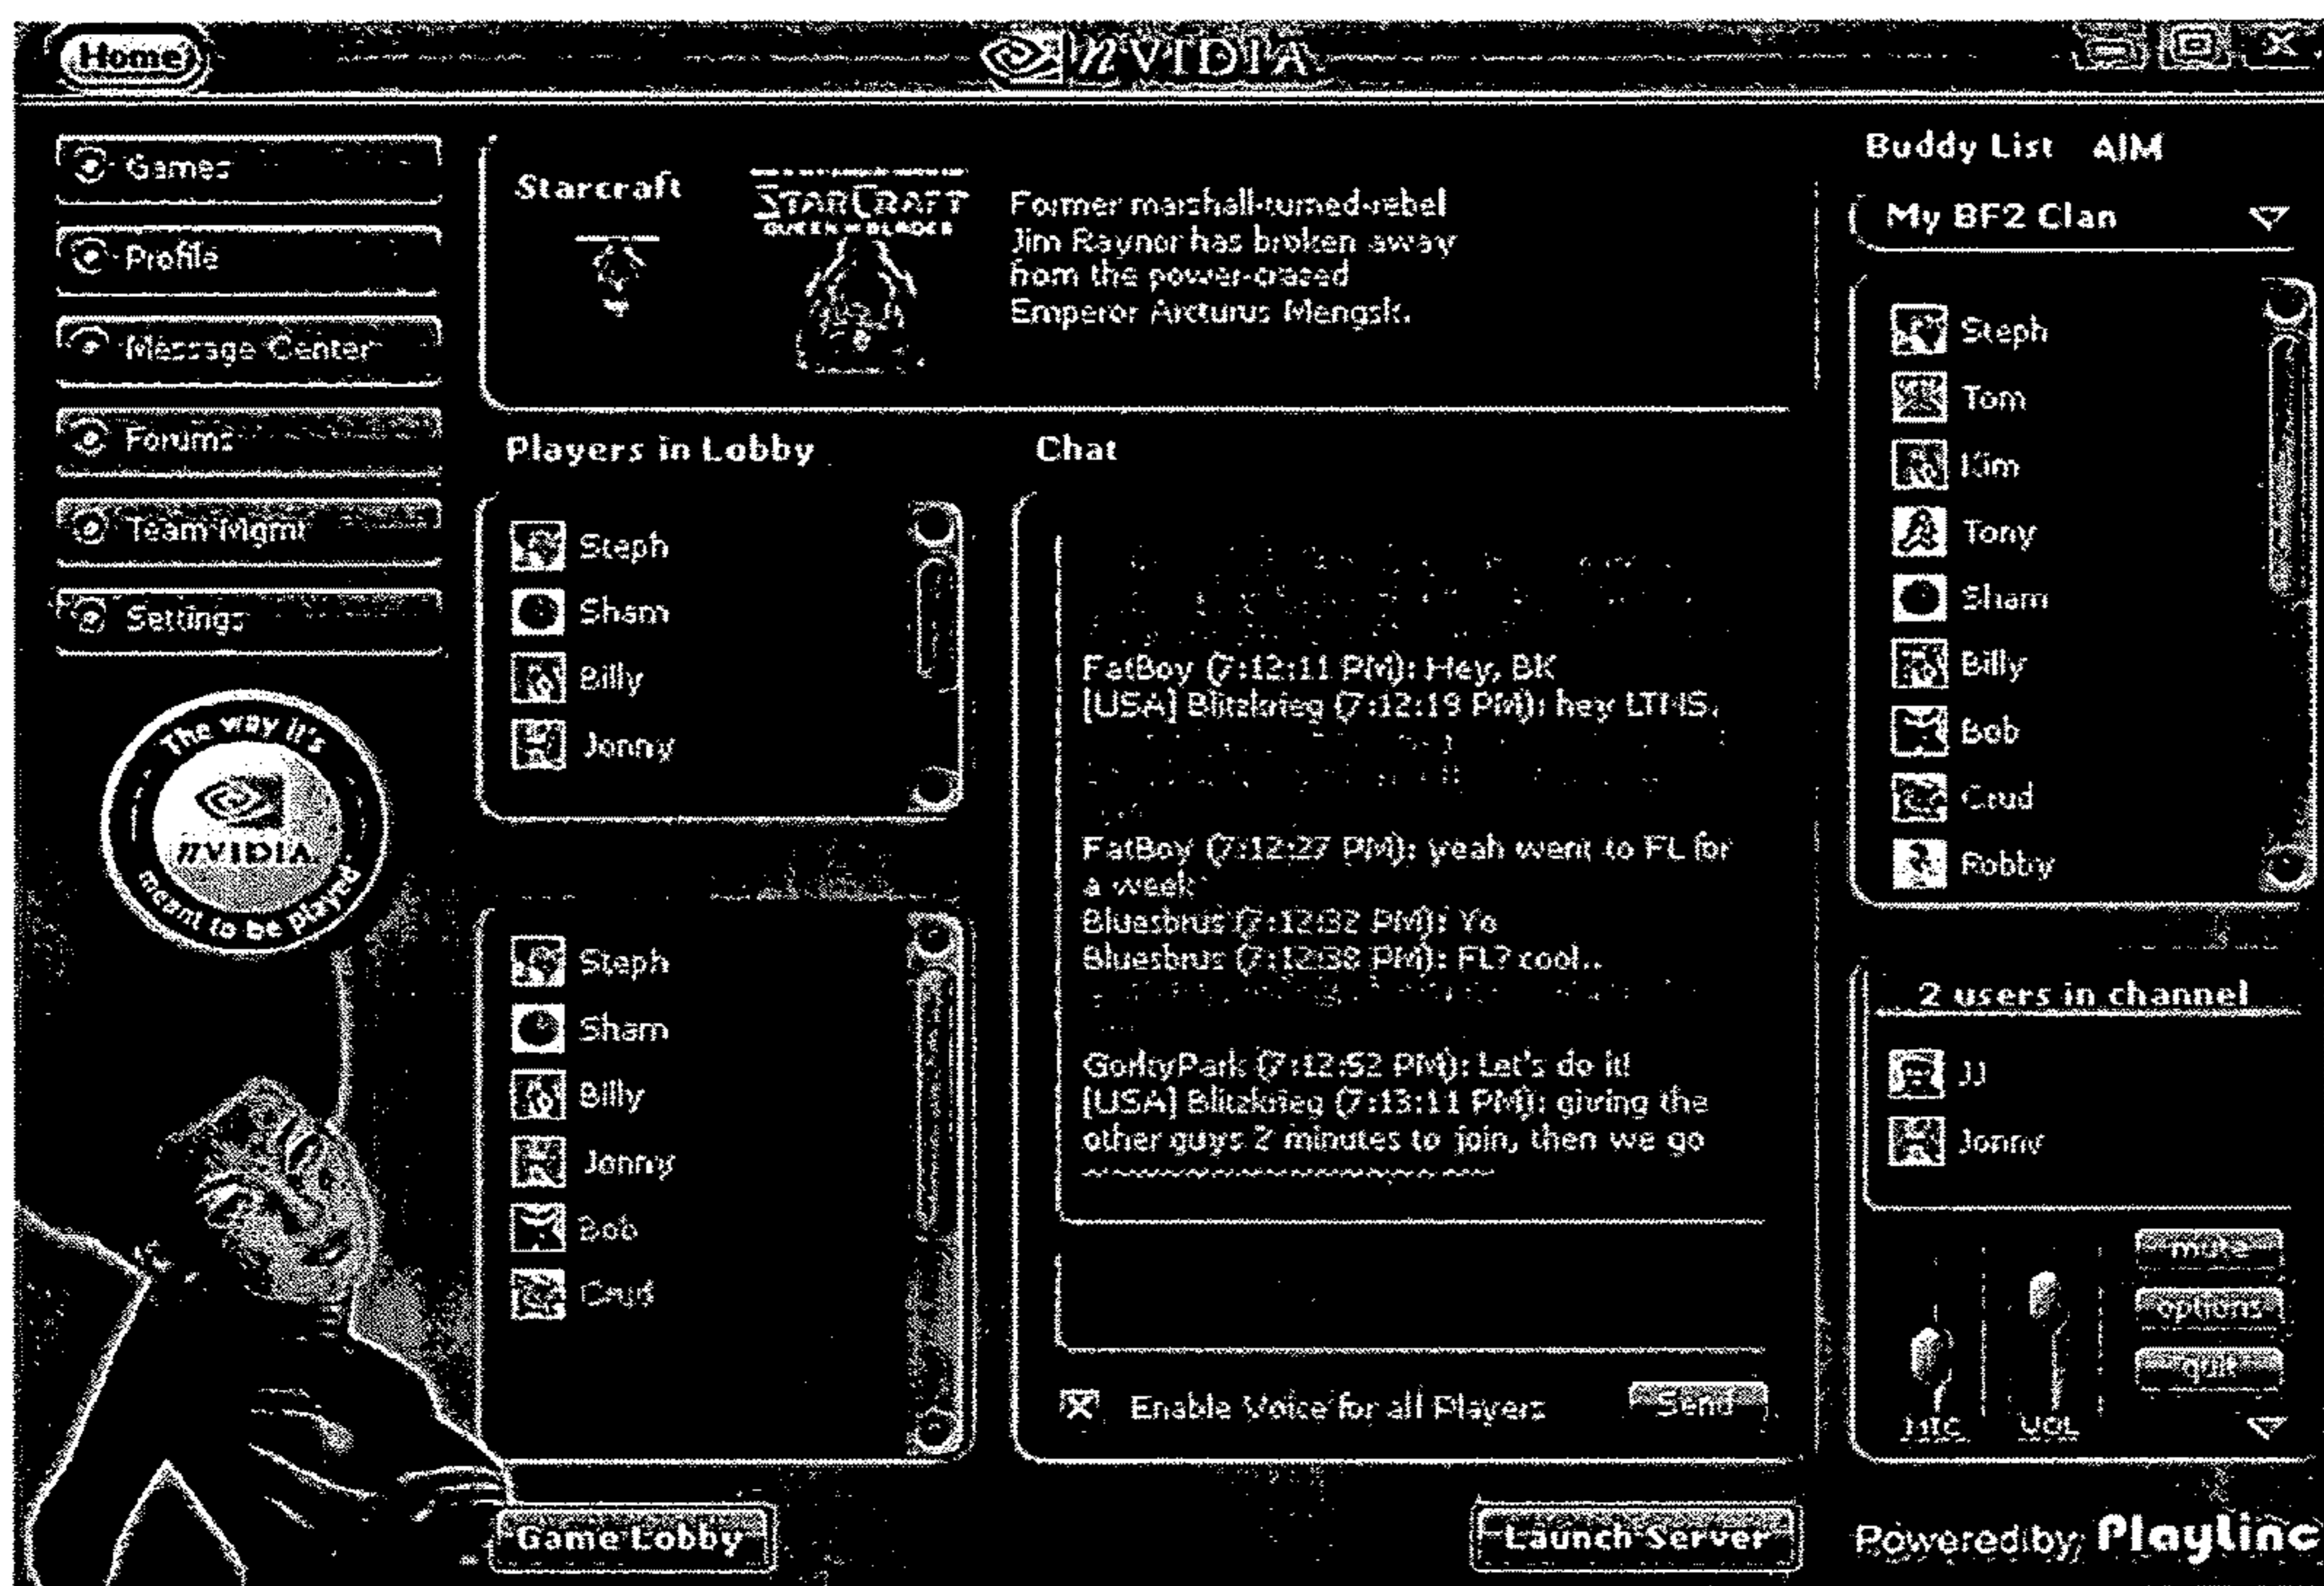 Home
nVIDIA
Games
Profile
Message Center
Forums
Team Mgmt
Settings
The way it's
nVIDIA
meant to be played
Starcraft
STARCRAFT
QUEEN OF BLADES
Former marshall-turned-rebel
Jim Raynor has broken away
from the power-crazed
Emperor Arcturus Mengsk.
Players in Lobby
Steph
Sham
Billy
Jonny
Steph
Sham
Billy
Jonny
Bob
Crud
Chat
FatBoy (7:12:11 PM): Hey, BK
[USA] Blitzkrieg (7:12:19 PM): hey LTNS.
FatBoy (7:12:27 PM): yeah went to FL for
a week
Bluesbrus (7:12:32 PM): Yo
Bluesbrus (7:12:38 PM): FL? cool..
GorkyPark (7:12:52 PM): Let's do it!
[USA] Blitzkrieg (7:13:11 PM): giving the
other guys 2 minutes to join, then we go
~~~~~~~~~~~~~~~~~~~~
Enable Voice for all Players
Send
Buddy List AIM
My BF2 Clan
Steph
Tom
Kim
Tony
Sham
Billy
Bob
Crud
Robby
2 users in channel
JJ
Jonny
mute
options
quit
MIC VOL
Game Lobby
Launch Server
Powered by PlayLinc